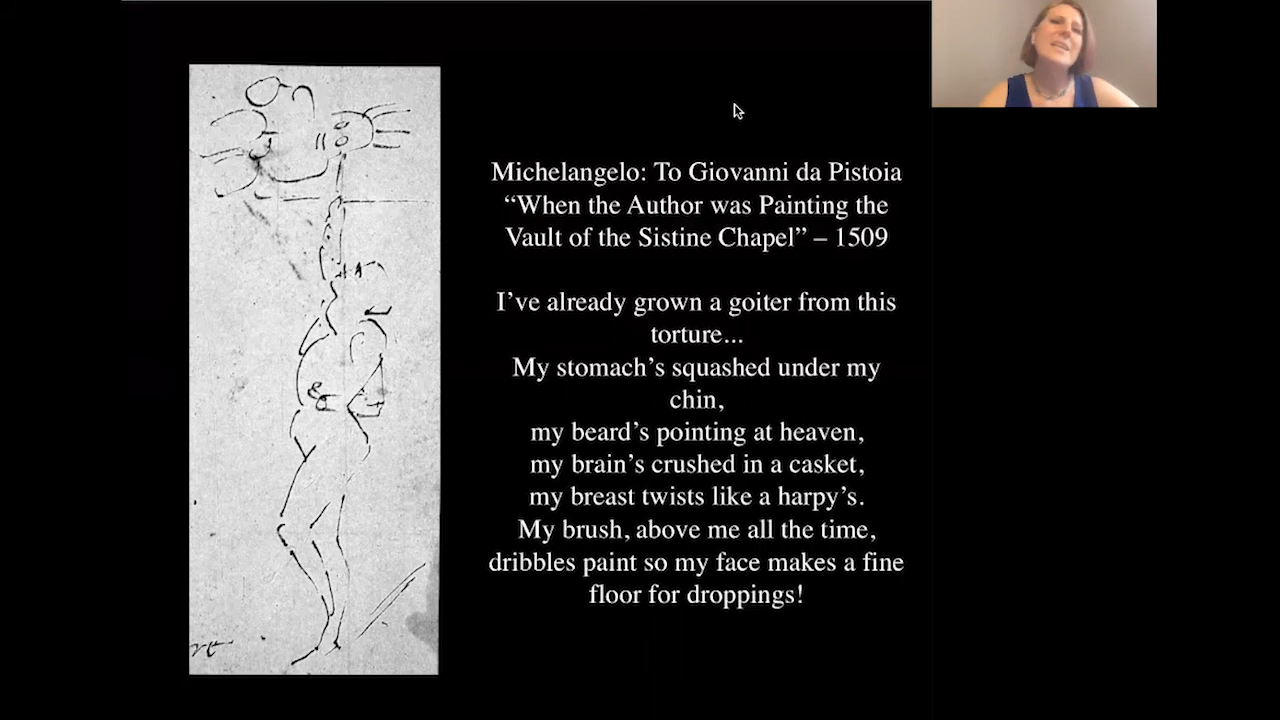 Michelangelo: To Giovanni da Pistoia
“When the Author was Painting the
Vault of the Sistine Chapel” – 1509
I’ve already grown a goiter from this
torture...
My stomach’s squashed under my
chin,
my beard’s pointing at heaven,
my brain’s crushed in a casket,
my breast twists like a harpy’s.
My brush, above me all the time,
dribbles paint so my face makes a fine
floor for droppings!